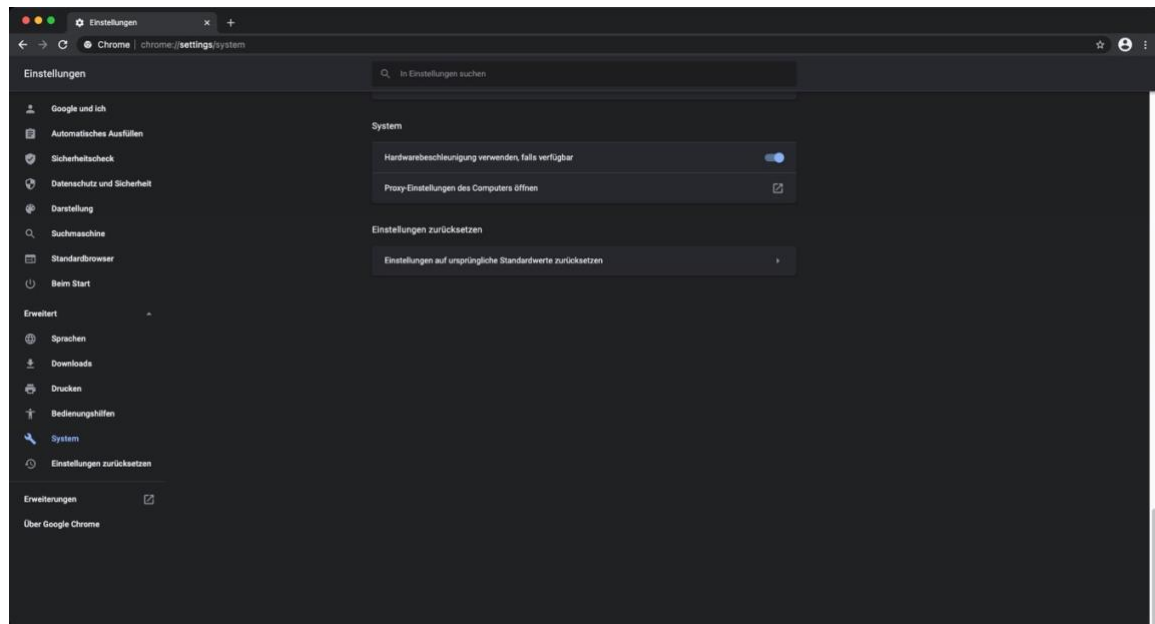 Einstellungen
Chrome | chrome://settings/system
Einstellungen
In Einstellungen suchen
Google und ich
Automatisches Ausfüllen
Sicherheitscheck
Datenschutz und Sicherheit
Darstellung
Suchmaschine
Standardbrowser
Beim Start
Erweitert
Sprachen
Downloads
Drucken
Bedienungshilfen
System
Einstellungen zurücksetzen
Erweiterungen
Über Google Chrome
System
Hardwarebeschleunigung verwenden, falls verfügbar
Proxy-Einstellungen des Computers öffnen
Einstellungen zurücksetzen
Einstellungen auf ursprüngliche Standardwerte zurücksetzen